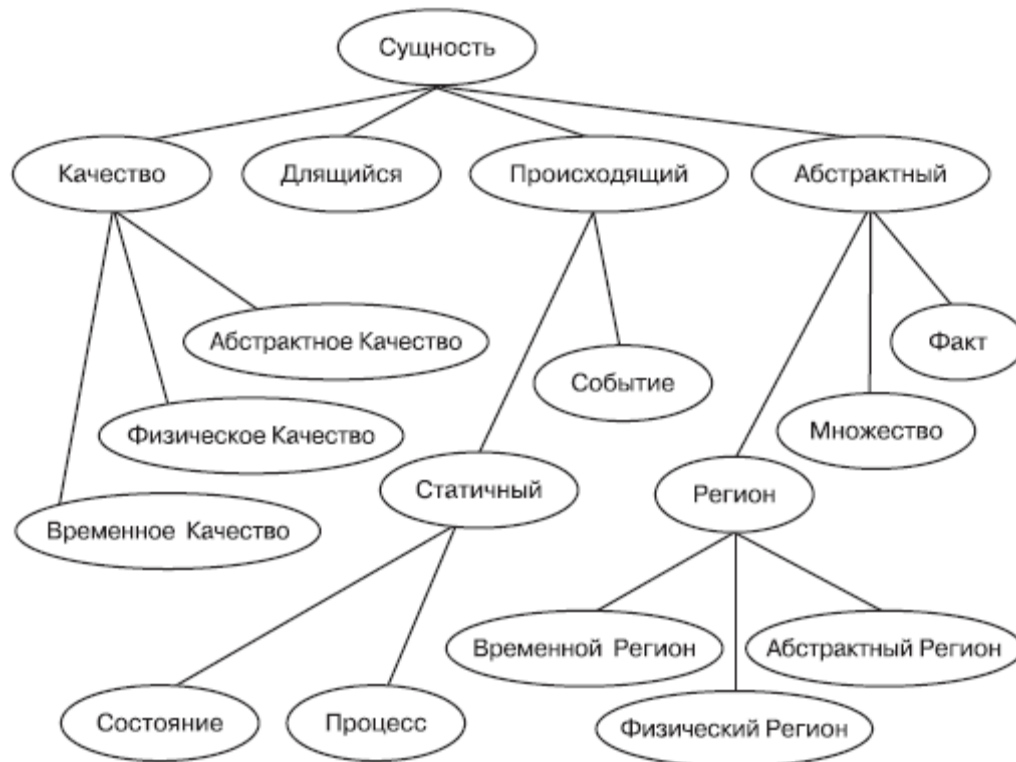 Сущность
Качество
Длящийся
Происходящий
Абстрактный
Абстрактное Качество
Факт
Событие
Физическое Качество
Множество
Статичный
Регион
Временное Качество
Временной Регион
Абстрактный Регион
Состояние
Процесс
Физический Регион